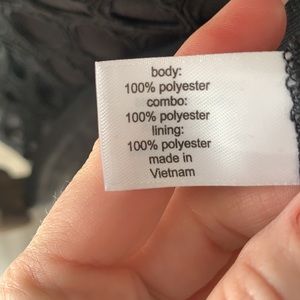 body:
100% polyester
combo:
100% polyester
lining:
100% polyester
made in
Vietnam